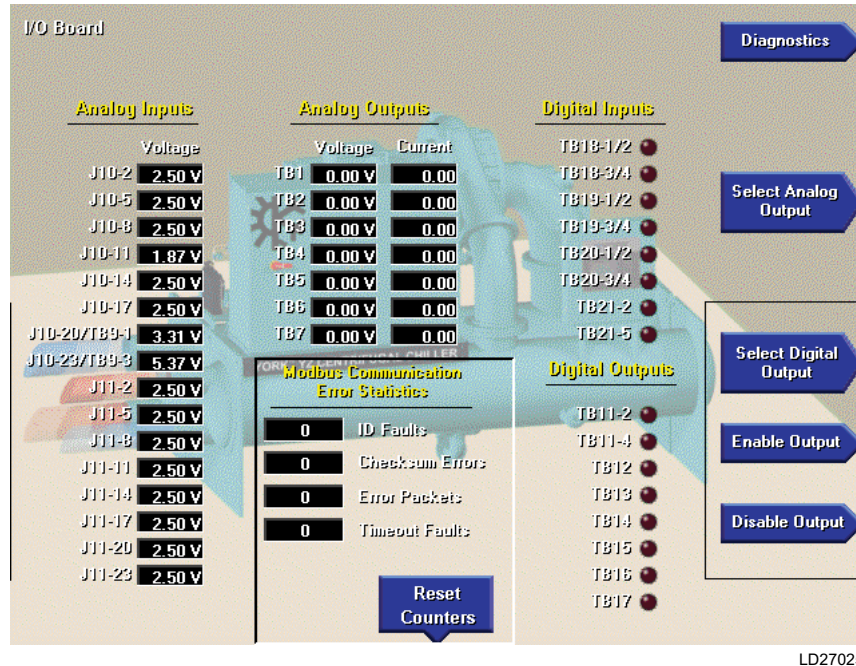 I/O Board
Diagnostics
Analog Inputs
Voltage
J10-2 2.50 V
J10-5 2.50 V
J10-8 2.50 V
J10-11 1.87 V
J10-14 2.50 V
J10-17 2.50 V
J10-20/TB9-1 3.31 V
J10-23/TB9-3 5.37 V
J11-2 2.50 V
J11-5 2.50 V
J11-8 2.50 V
J11-11 2.50 V
J11-14 2.50 V
J11-17 2.50 V
J11-20 2.50 V
J11-23 2.50 V
Analog Outputs
Voltage Current
TB1 0.00 V 0.00
TB2 0.00 V 0.00
TB3 0.00 V 0.00
TB4 0.00 V 0.00
TB5 0.00 V 0.00
TB6 0.00 V 0.00
TB7 0.00 V 0.00
YORK YZ CENTRIFUGAL CHILLER
Modbus Communication
Error Statistics
0 ID Faults
0 Checksum Errors
0 Error Packets
0 Timeout Faults
Reset
Counters
Digital Inputs
TB18-1/2
TB18-3/4
TB19-1/2
TB19-3/4
TB20-1/2
TB20-3/4
TB21-2
TB21-5
Digital Outputs
TB11-2
TB11-4
TB12
TB13
TB14
TB15
TB16
TB17
Select Analog
Output
Select Digital
Output
Enable Output
Disable Output